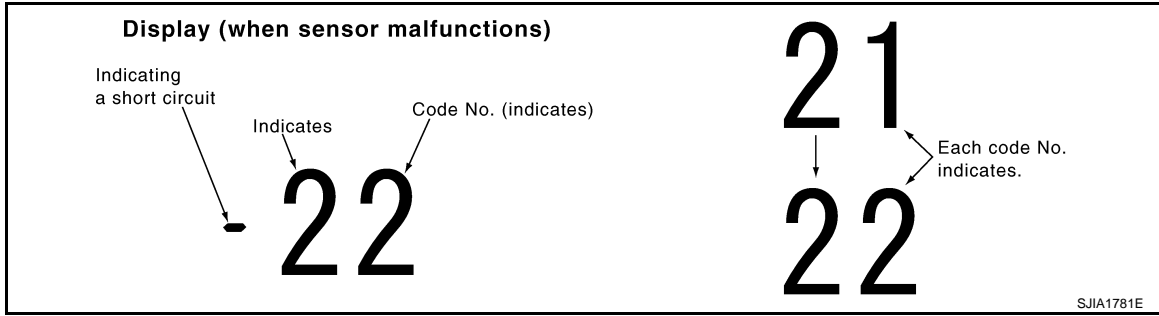 Display (when sensor malfunctions)
Indicating
a short circuit
Indicates
Code No. (indicates)
- 22
21
Each code No.
indicates.
22
SJIA1781E